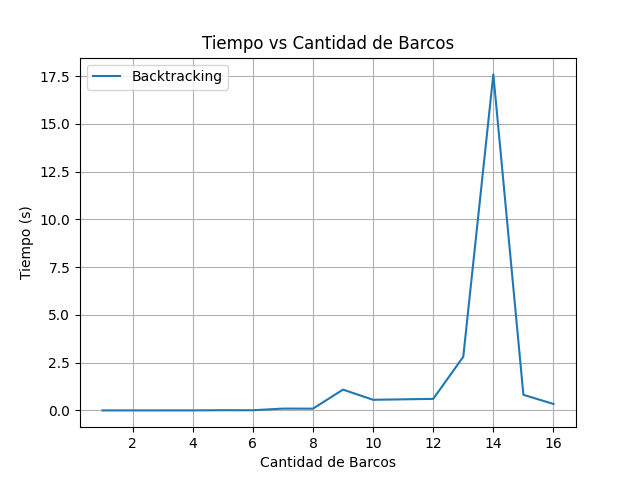 Tiempo vs Cantidad de Barcos
Backtracking
17.5
15.0
12.5
10.0
7.5
5.0
2.5
0.0
Tiempo (s)
2 4 6 8 10 12 14 16
Cantidad de Barcos